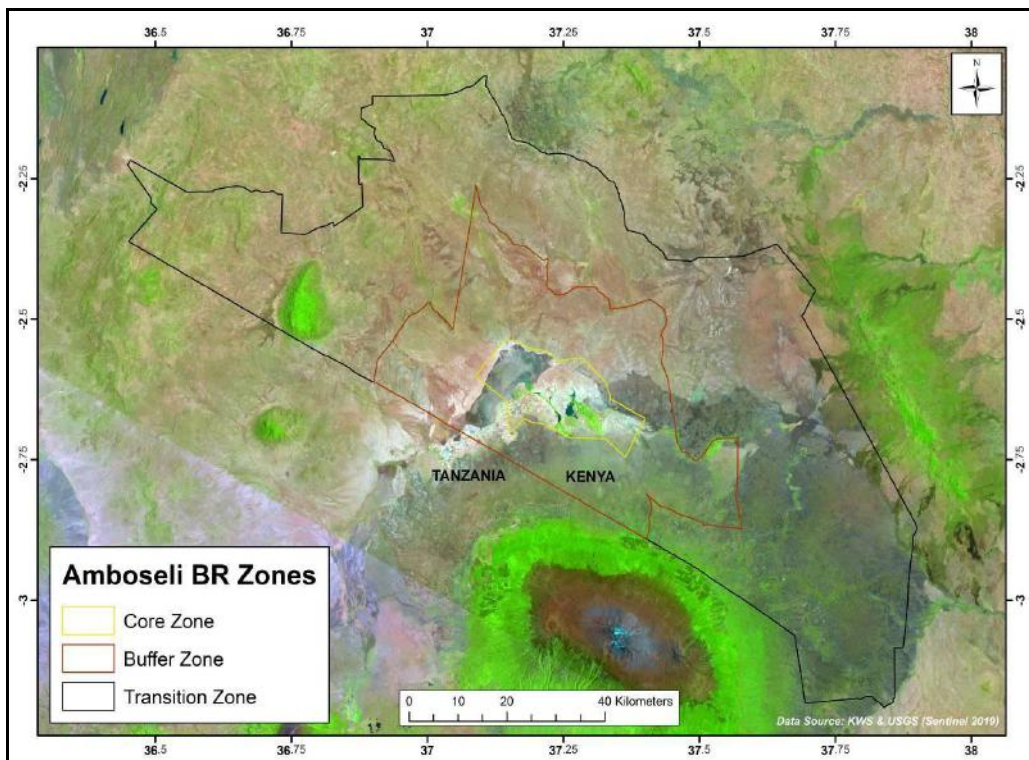 36.5 36.75 37 37.25 37.5 37.75 38
N
-2.25 -2.25
-2.5 -2.5
-2.75 -2.75
TANZANIA KENYA
-3 -3
Amboseli BR Zones
Core Zone
Buffer Zone
Transition Zone
0 10 20 40 Kilometers
Data Source: KWS & USGS (Sentinel 2019)
36.5 36.75 37 37.25 37.5 37.75 38